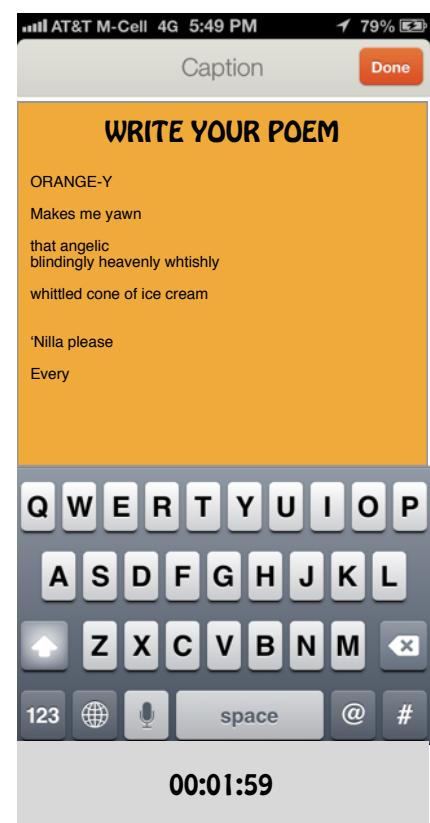 AT&T M-Cell 4G 5:49 PM 79%
Caption
Done
WRITE YOUR POEM
ORANGE-Y
Makes me yawn
that angelic
blindingly heavenly whtishly
whittled cone of ice cream
‘Nilla please
Every
Q W E R T Y U I O P
A S D F G H J K L
Z X C V B N M
123 space @ #
00:01:59